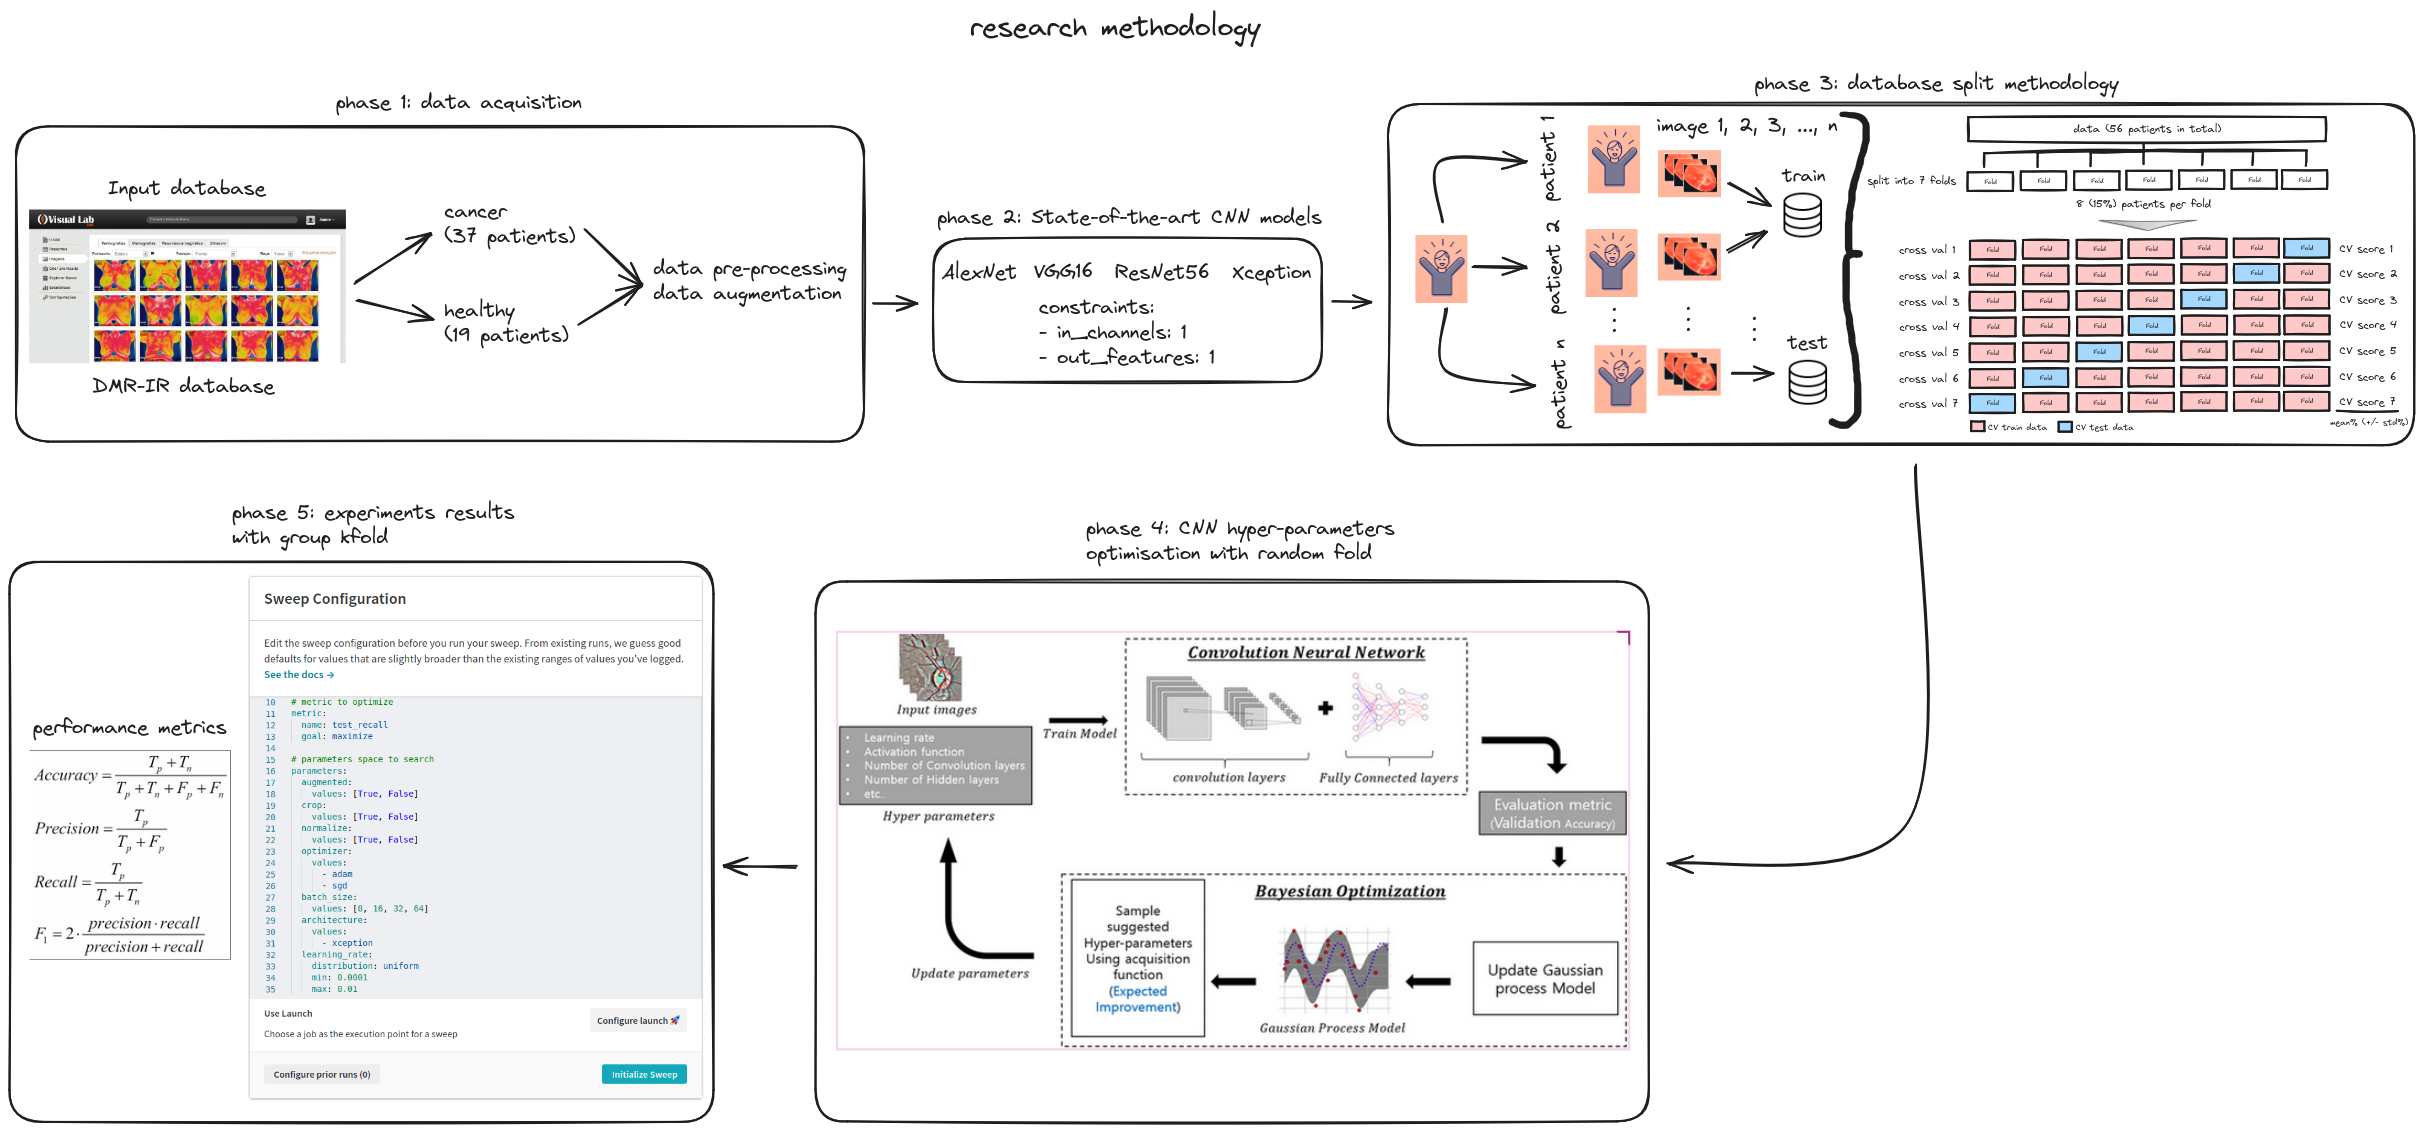 research methodology
phase 1: data acquisition
Input database
Visual Lab
DMR-IR database
cancer
(37 patients)
healthy
(19 patients)
data pre-processing
data augmentation
phase 2: State-of-the-art CNN models
AlexNet VGG16 ResNet56 Xception
constraints:
- in_channels: 1
- out_features: 1
phase 3: database split methodology
patient 1
patient 2
patient n
image 1, 2, 3, ..., n
train
test
data (56 patients in total)
split into 7 folds
Fold Fold Fold Fold Fold Fold Fold
8 (15%) patients per fold
cross val 1 Fold Fold Fold Fold Fold Fold Fold CV score 1
cross val 2 Fold Fold Fold Fold Fold Fold Fold CV score 2
cross val 3 Fold Fold Fold Fold Fold Fold Fold CV score 3
cross val 4 Fold Fold Fold Fold Fold Fold Fold CV score 4
cross val 5 Fold Fold Fold Fold Fold Fold Fold CV score 5
cross val 6 Fold Fold Fold Fold Fold Fold Fold CV score 6
cross val 7 Fold Fold Fold Fold Fold Fold Fold CV score 7
mean% (+/- std%)
CV train data CV test data
phase 4: CNN hyper-parameters
optimisation with random fold
Input images
• Learning rate
• Activation function
• Number of Convolution layers
• Number of Hidden layers
• etc..
Hyper parameters
Train Model
Convolution Neural Network
convolution layers
Fully Connected layers
Evaluation metric
(Validation Accuracy)
Bayesian Optimization
Update Gaussian
process Model
Gaussian Process Model
Sample
suggested
Hyper-parameters
Using acquisition
function
(Expected
Improvement)
Update parameters
phase 5: experiments results
with group kfold
performance metrics
Accuracy = (Tp + Tn) / (Tp + Tn + Fp + Fn)
Precision = Tp / (Tp + Fp)
Recall = Tp / (Tp + Tn)
F1 = 2 · (precision · recall) / (precision + recall)
Sweep Configuration
Edit the sweep configuration before you run your sweep. From existing runs, we guess good
defaults for values that are slightly broader than the existing ranges of values you've logged.
See the docs →
10 # metric to optimize
11 metric:
12 name: test_recall
13 goal: maximize
14
15 # parameters space to search
16 parameters:
17 augmented:
18 values: [True, False]
19 crop:
20 values: [True, False]
21 normalize:
22 values: [True, False]
23 optimizer:
24 values:
25 - adam
26 - sgd
27 batch_size:
28 values: [8, 16, 32, 64]
29 architecture:
30 values:
31 - xception
32 learning_rate:
33 distribution: uniform
34 min: 0.0001
35 max: 0.01
Use Launch
Choose a job as the execution point for a sweep
Configure launch 🚀
Configure prior runs (0)
Initialize Sweep